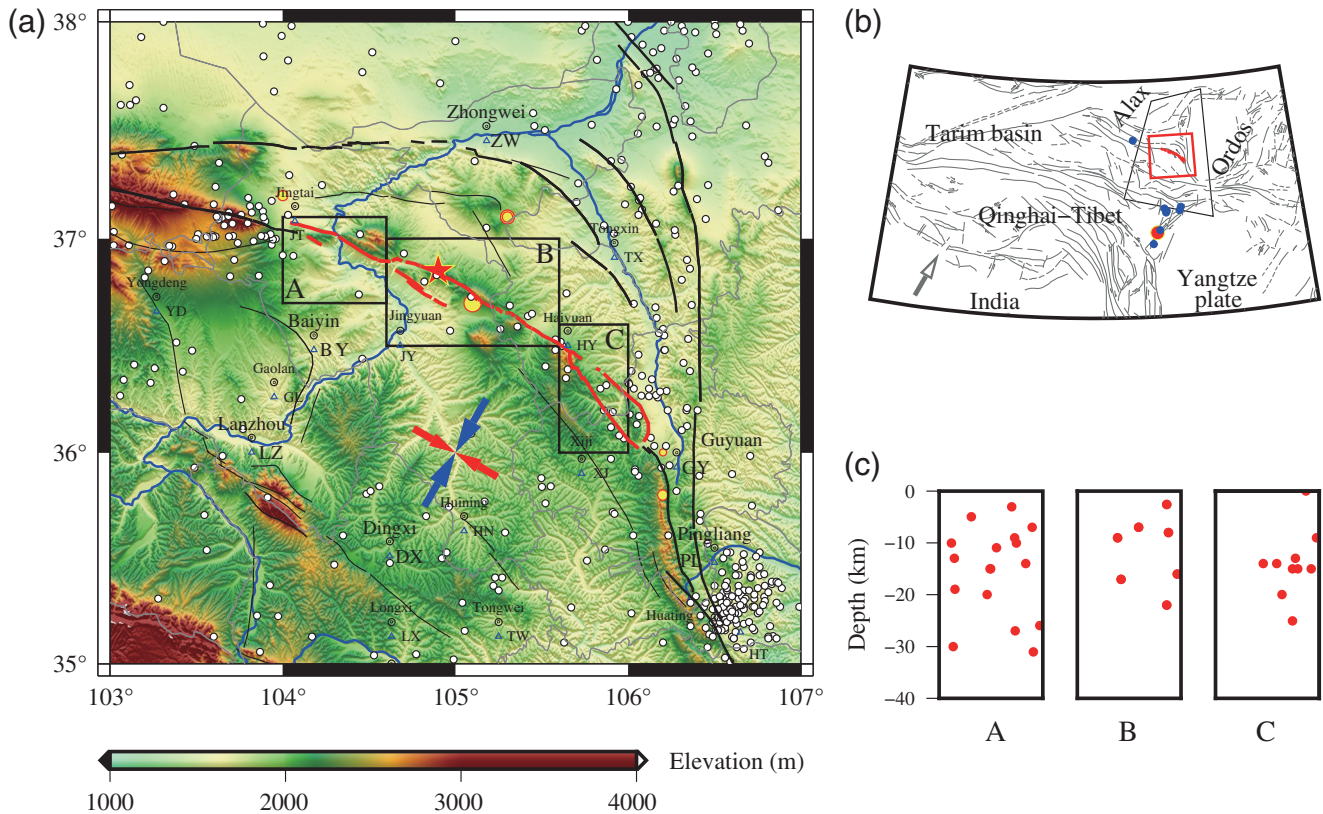 (a)
38°
37°
36°
35°
103°
104°
105°
106°
107°
Zhongwei
ZW
Jingtai
JT
Tongxin
TX
B
A
Yongdeng
YD
Baiyin
BY
Jingyuan
JY
Haiyuan
HY
C
Gaolan
GL
Lanzhou
LZ
Xiji
XJ
Guyuan
GY
Huining
HN
Dingxi
DX
Pingliang
PL
Longxi
LX
Tongwei
TW
Huating
HT
Elevation (m)
1000
2000
3000
4000
(b)
Alax
Tarim basin
Ordos
Qinghai−Tibet
Yangtze
plate
India
(c)
Depth (km)
0
−10
−20
−30
−40
A
B
C